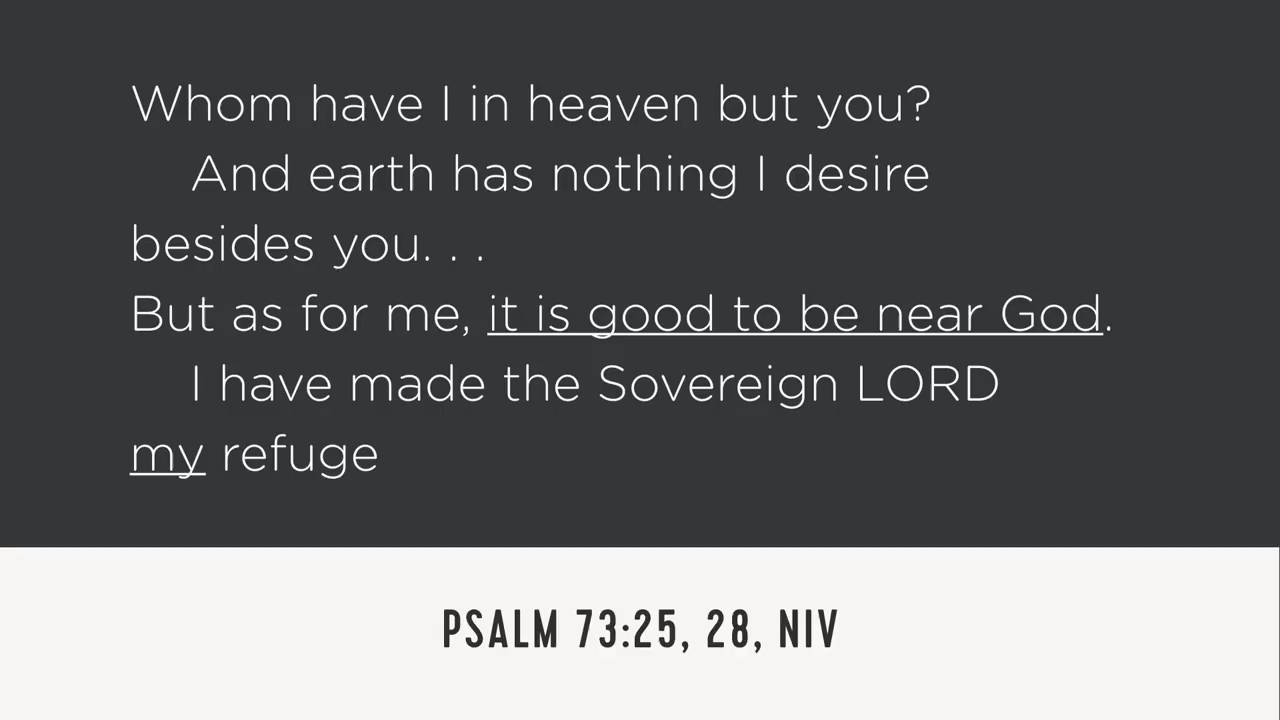 Whom have I in heaven but you?
And earth has nothing I desire
besides you. . .
But as for me, it is good to be near God.
I have made the Sovereign LORD
my refuge
PSALM 73:25, 28, NIV